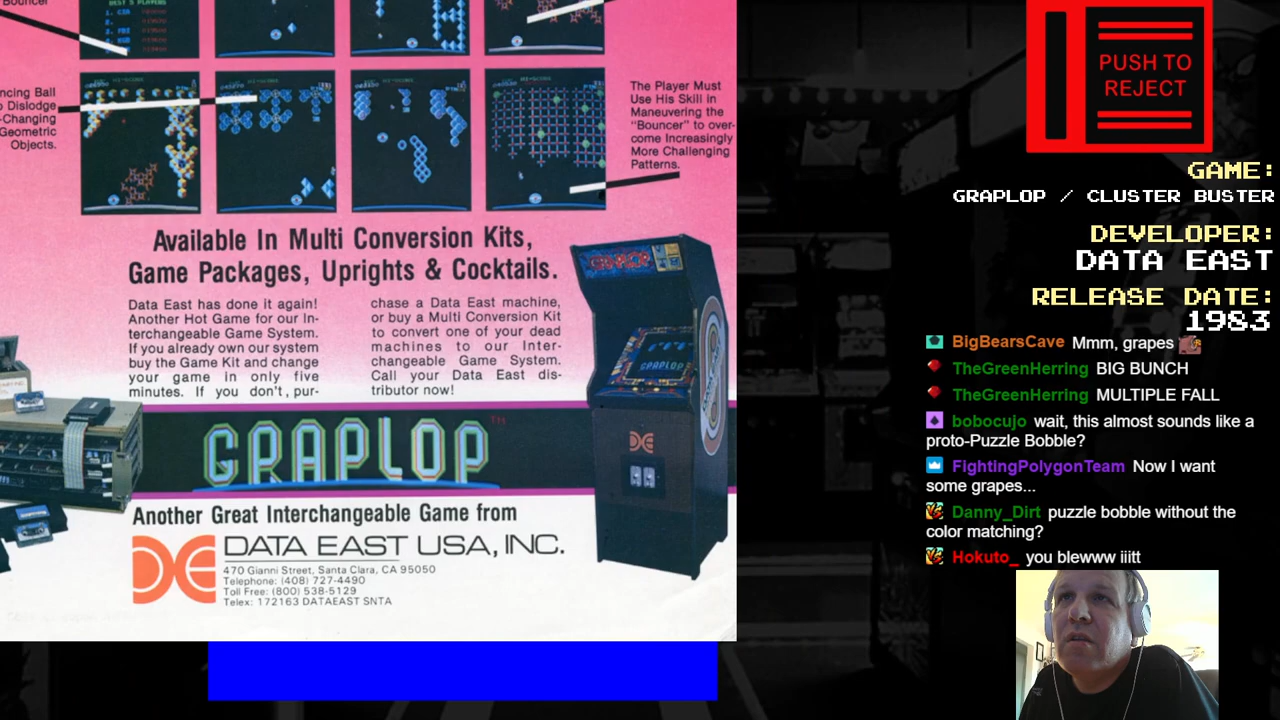 Bouncer
BEST 5 PLAYERS
ncing Ball
o Dislodge
-Changing
Geometric
Objects.
The Player Must
Use His Skill in
Maneuvering the
"Bouncer" to over-
come Increasingly
More Challenging
Patterns.
Available In Multi Conversion Kits,
Game Packages, Uprights & Cocktails.
Data East has done it again!
Another Hot Game for our In-
terchangeable Game System.
If you already own our system
buy the Game Kit and change
your game in only five
minutes. If you don't, pur-
chase a Data East machine,
or buy a Multi Conversion Kit
to convert one of your dead
machines to our Inter-
changeable Game System.
Call your Data East dis-
tributor now!
GRAPLOP
GRAPLOP
GRAPLOP™
Another Great Interchangeable Game from
DATA EAST USA, INC.
470 Gianni Street, Santa Clara, CA 95050
Telephone: (408) 727-4490
Toll Free: (800) 538-5129
Telex: 172163 DATAEAST SNTA
PUSH TO
REJECT
GAME:
GRAPLOP / CLUSTER BUSTER
DEVELOPER:
DATA EAST
RELEASE DATE:
1983
BigBearsCave Mmm, grapes
TheGreenHerring BIG BUNCH
TheGreenHerring MULTIPLE FALL
bobocujo wait, this almost sounds like a
proto-Puzzle Bobble?
FightingPolygonTeam Now I want
some grapes...
Danny_Dirt puzzle bobble without the
color matching?
Hokuto_ you blewww iiitt